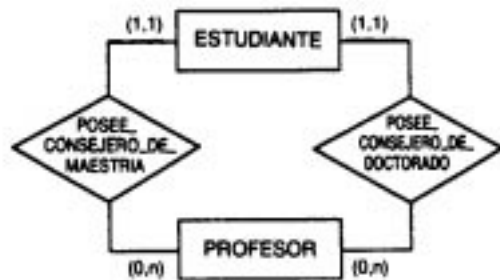 (1,1) ESTUDIANTE (1,1)
POSEE_
CONSEJERO_DE_
MAESTRIA
POSEE_
CONSEJERO_DE_
DOCTORADO
(0,n) PROFESOR (0,n)